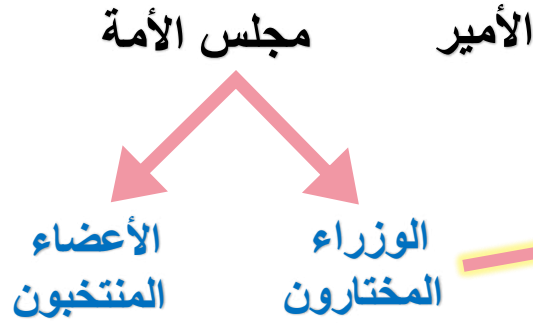 الأمير
مجلس الأمة
الوزراء
المختارون
الأعضاء
المنتخبون